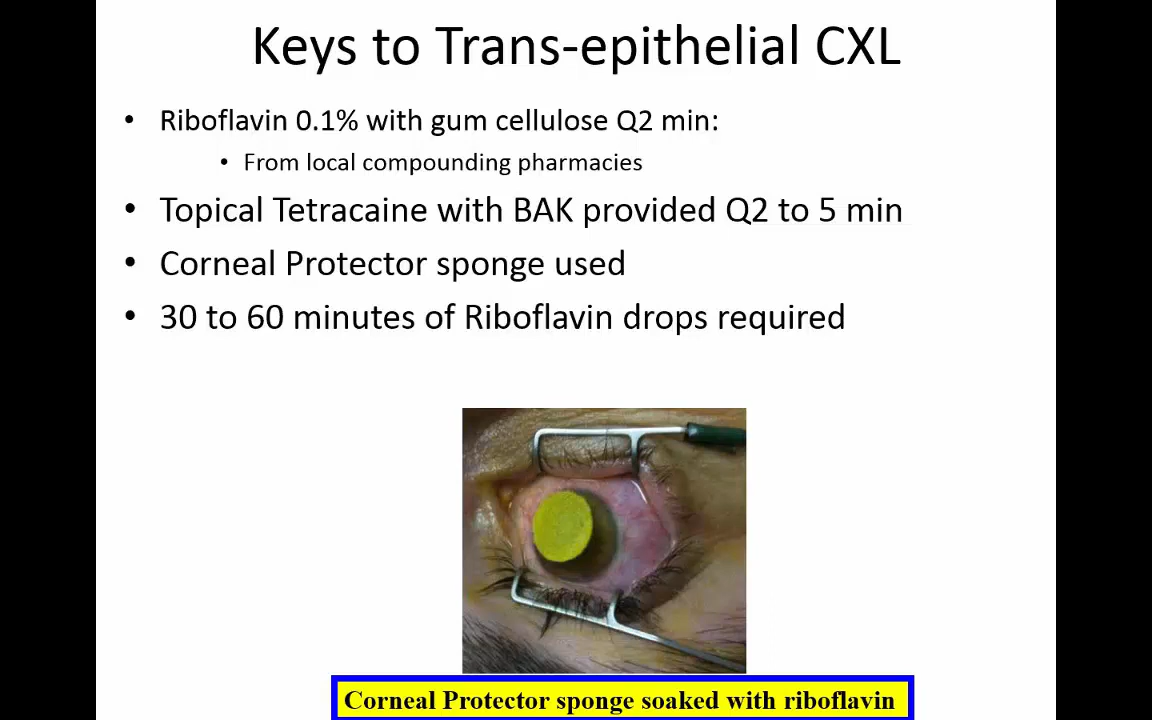 Keys to Trans-epithelial CXL
• Riboflavin 0.1% with gum cellulose Q2 min:
• From local compounding pharmacies
• Topical Tetracaine with BAK provided Q2 to 5 min
• Corneal Protector sponge used
• 30 to 60 minutes of Riboflavin drops required
Corneal Protector sponge soaked with riboflavin